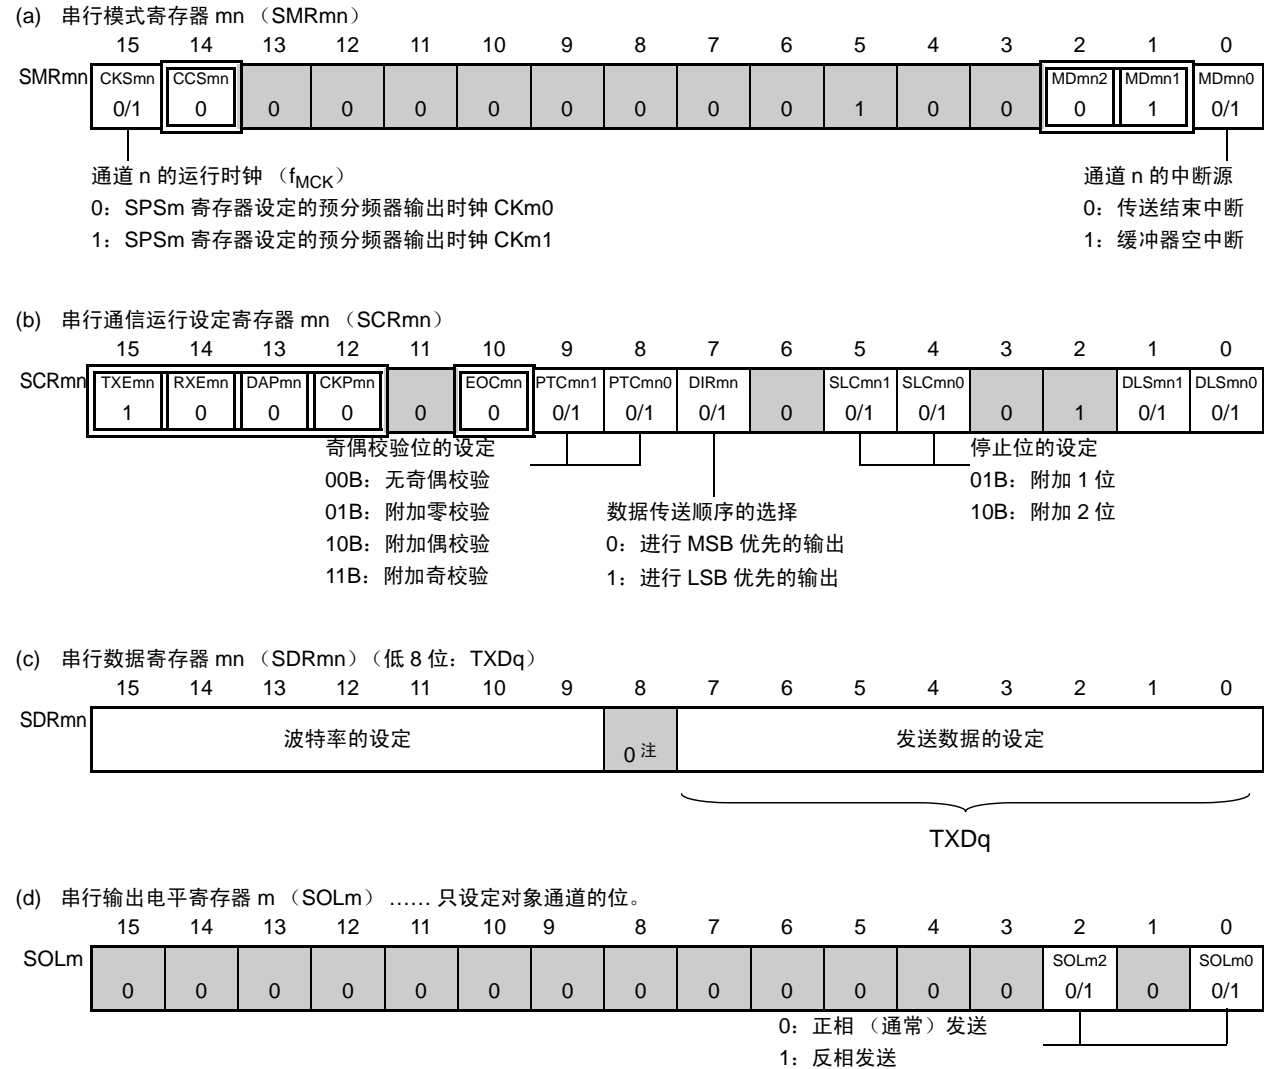 (a) 串行模式寄存器 mn （SMRmn）
15 14 13 12 11 10 9 8 7 6 5 4 3 2 1 0
SMRmn CKSmn CCSmn MDmn2 MDmn1 MDmn0
0/1 0 0 0 0 0 0 0 0 0 1 0 0 0 1 0/1
通道 n 的运行时钟 （fMCK） 通道 n 的中断源
0：SPSm 寄存器设定的预分频器输出时钟 CKm0 0：传送结束中断
1：SPSm 寄存器设定的预分频器输出时钟 CKm1 1：缓冲器空中断
(b) 串行通信运行设定寄存器 mn （SCRmn）
15 14 13 12 11 10 9 8 7 6 5 4 3 2 1 0
SCRmn TXEmn RXEmn DAPmn CKPmn EOCmn PTCmn1 PTCmn0 DIRmn SLCmn1 SLCmn0 DLSmn1 DLSmn0
1 0 0 0 0 0 0/1 0/1 0/1 0 0/1 0/1 0 1 0/1 0/1
奇偶校验位的设定 停止位的设定
00B：无奇偶校验 01B：附加 1 位
01B：附加零校验 数据传送顺序的选择 10B：附加 2 位
10B：附加偶校验 0：进行 MSB 优先的输出
11B：附加奇校验 1：进行 LSB 优先的输出
(c) 串行数据寄存器 mn （SDRmn）（低 8 位：TXDq）
15 14 13 12 11 10 9 8 7 6 5 4 3 2 1 0
SDRmn 波特率的设定 0 注 发送数据的设定
TXDq
(d) 串行输出电平寄存器 m （SOLm） …… 只设定对象通道的位。
15 14 13 12 11 10 9 8 7 6 5 4 3 2 1 0
SOLm SOLm2 SOLm0
0 0 0 0 0 0 0 0 0 0 0 0 0 0/1 0 0/1
0：正相 （通常）发送
1：反相发送